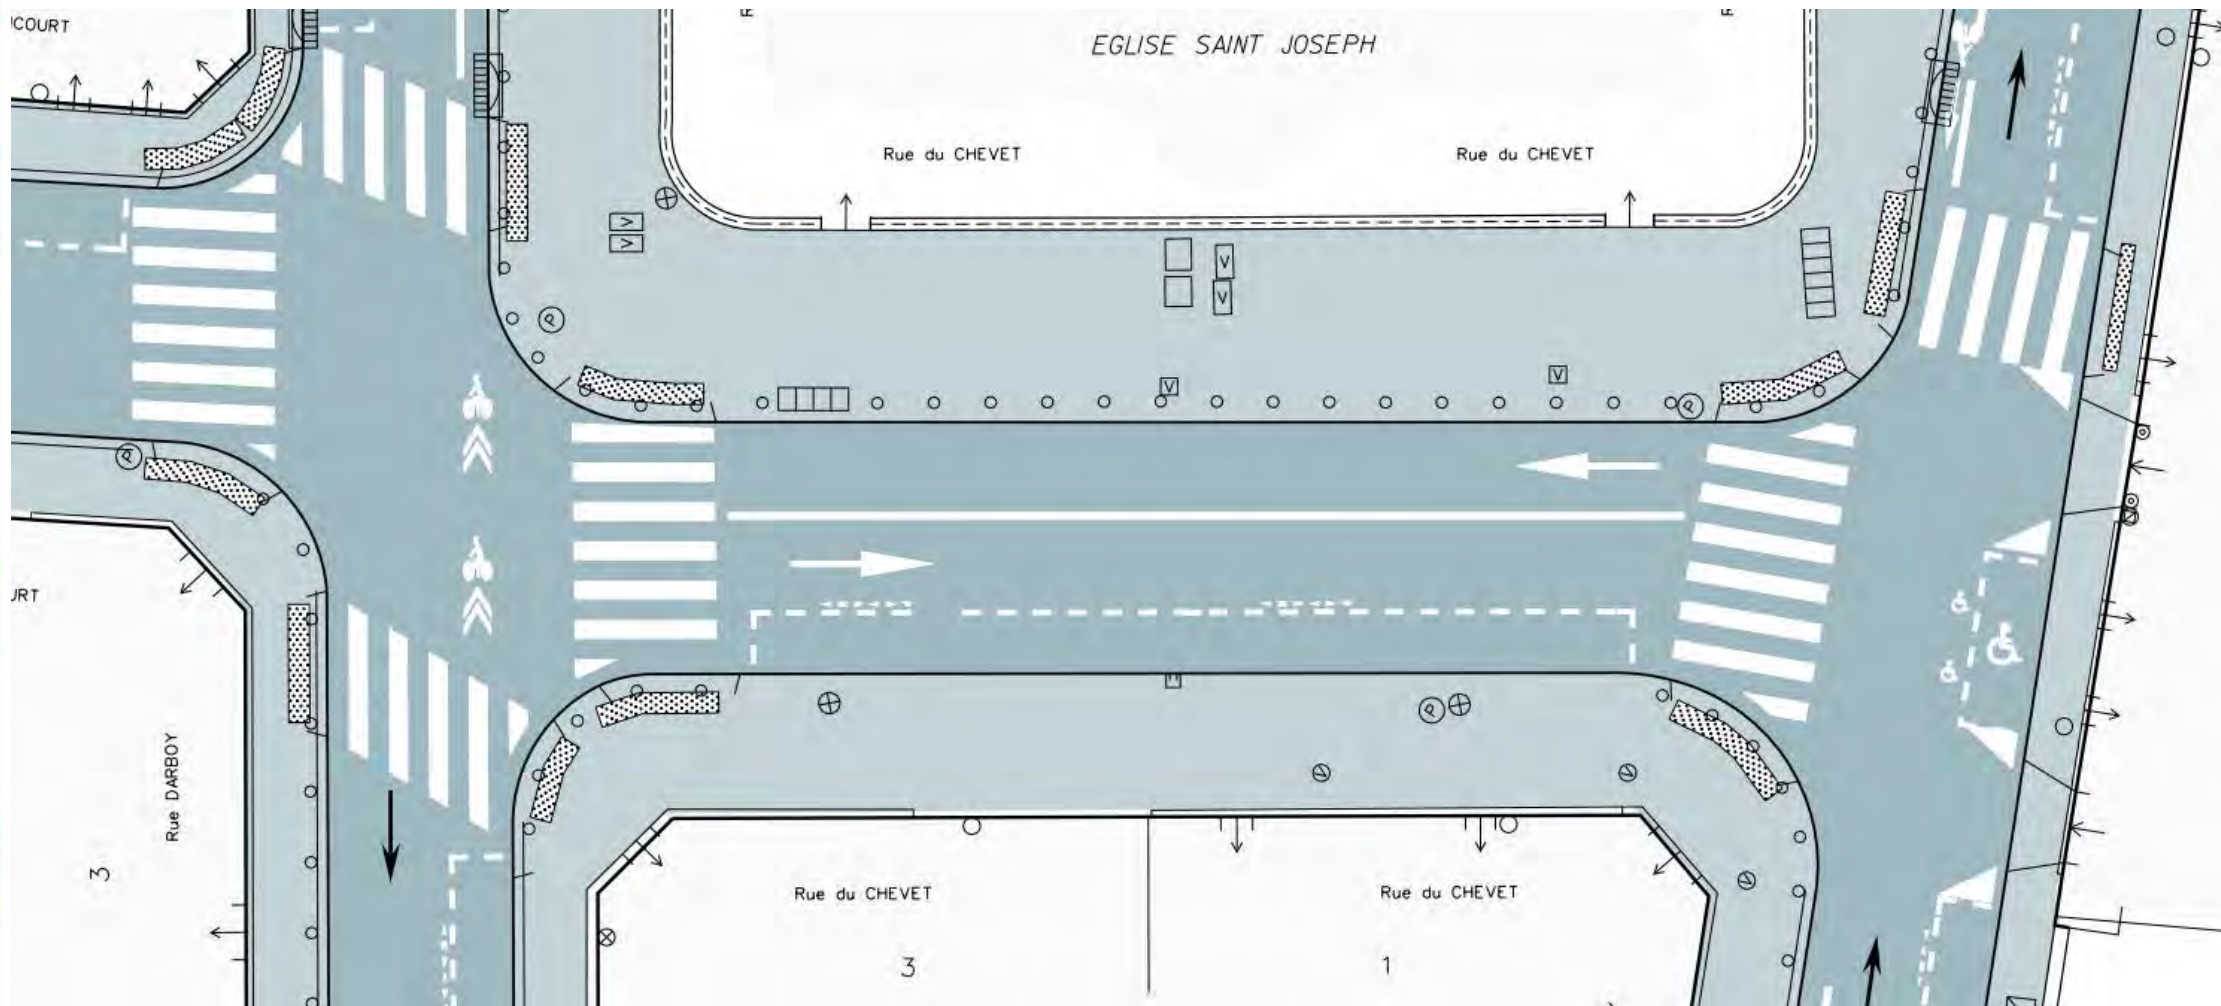 COURT
EGLISE SAINT JOSEPH
Rue du CHEVET
Rue du CHEVET
V
V
V
V
P
V
V
P
P
URT
P
Rue DARBOY
V
V
3
Rue du CHEVET
Rue du CHEVET
V
3
1